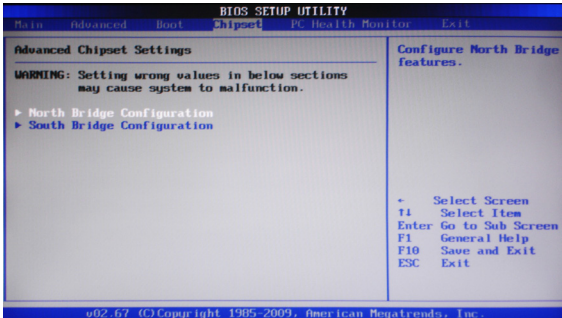 BIOS SETUP UTILITY
Main Advanced Boot Chipset PC Health Monitor Exit
Advanced Chipset Settings
WARNING: Setting wrong values in below sections
may cause system to malfunction.
▶ North Bridge Configuration
▶ South Bridge Configuration
Configure North Bridge
features.
← Select Screen
↑↓ Select Item
Enter Go to Sub Screen
F1 General Help
F10 Save and Exit
ESC Exit
v02.67 (C)Copyright 1985-2009, American Megatrends, Inc.